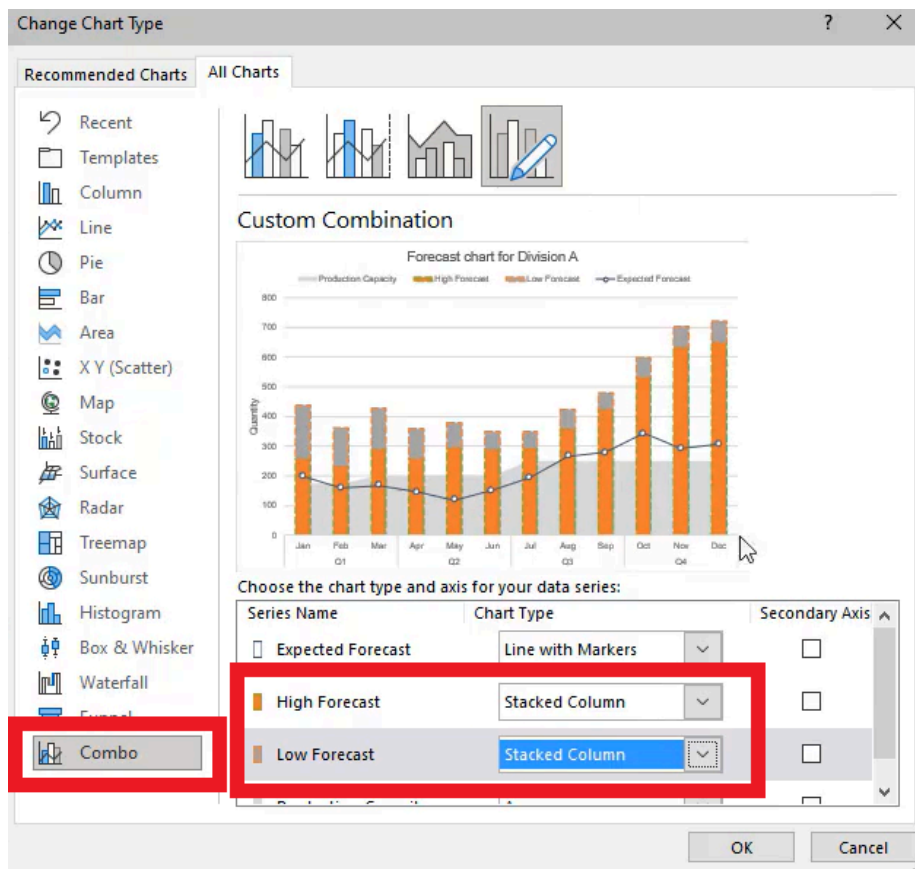 Change Chart Type ? ×
Recommended Charts All Charts
Recent
Templates
Column
Line
Pie
Bar
Area
X Y (Scatter)
Map
Stock
Surface
Radar
Treemap
Sunburst
Histogram
Box & Whisker
Waterfall
Funnel
Combo
Custom Combination
Forecast chart for Division A
Production Capacity High Forecast Low Forecast Expected Forecast
800
700
600
500
400
300
200
100
0
Quantity
Jan Feb Mar Apr May Jun Jul Aug Sep Oct Nov Dec
Q1 Q2 Q3 Q4
Choose the chart type and axis for your data series:
Series Name Chart Type Secondary Axis
Expected Forecast Line with Markers
High Forecast Stacked Column
Low Forecast Stacked Column
OK Cancel